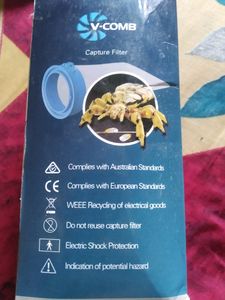 V-COMB
Capture Filter
Complies with Australian Standards
CE Complies with European Standards
WEEE Recycling of electrical goods
Do not reuse capture filter
Electric Shock Protection
Indication of potential hazard